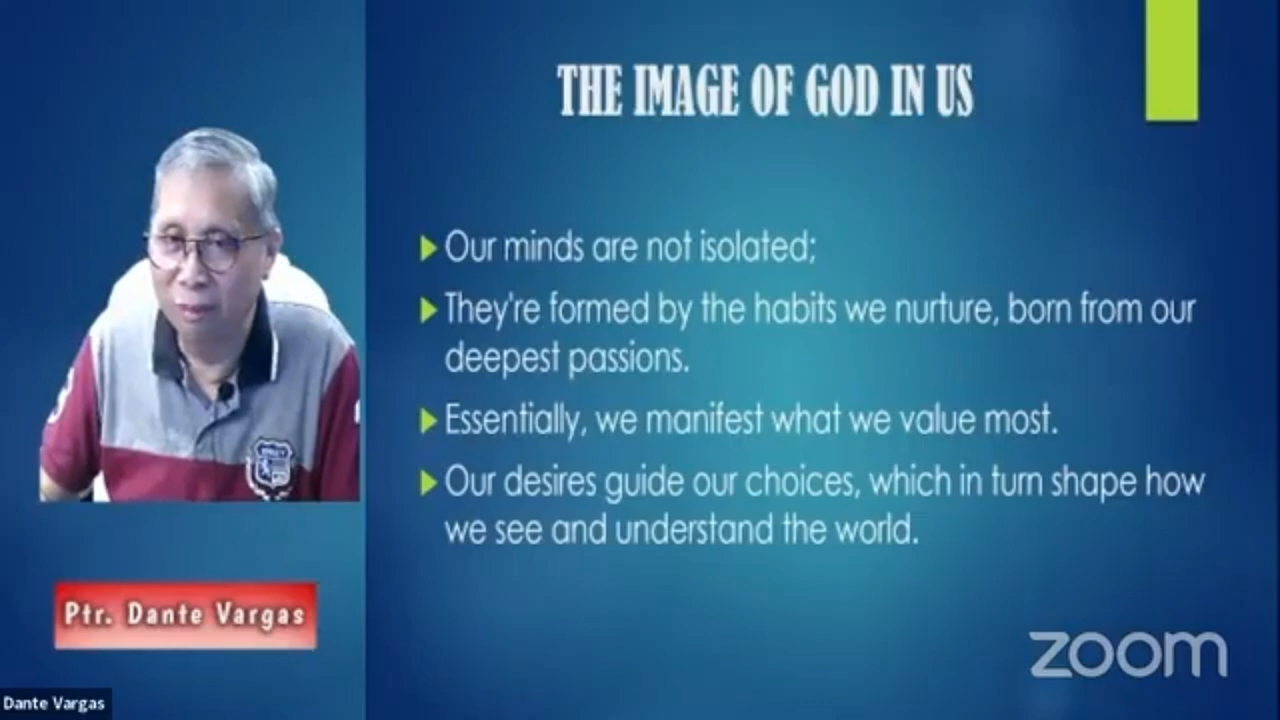 THE IMAGE OF GOD IN US
Our minds are not isolated;
They're formed by the habits we nurture, born from our
deepest passions.
Essentially, we manifest what we value most.
Our desires guide our choices, which in turn shape how
we see and understand the world.
Ptr. Dante Vargas
zoom
Dante Vargas